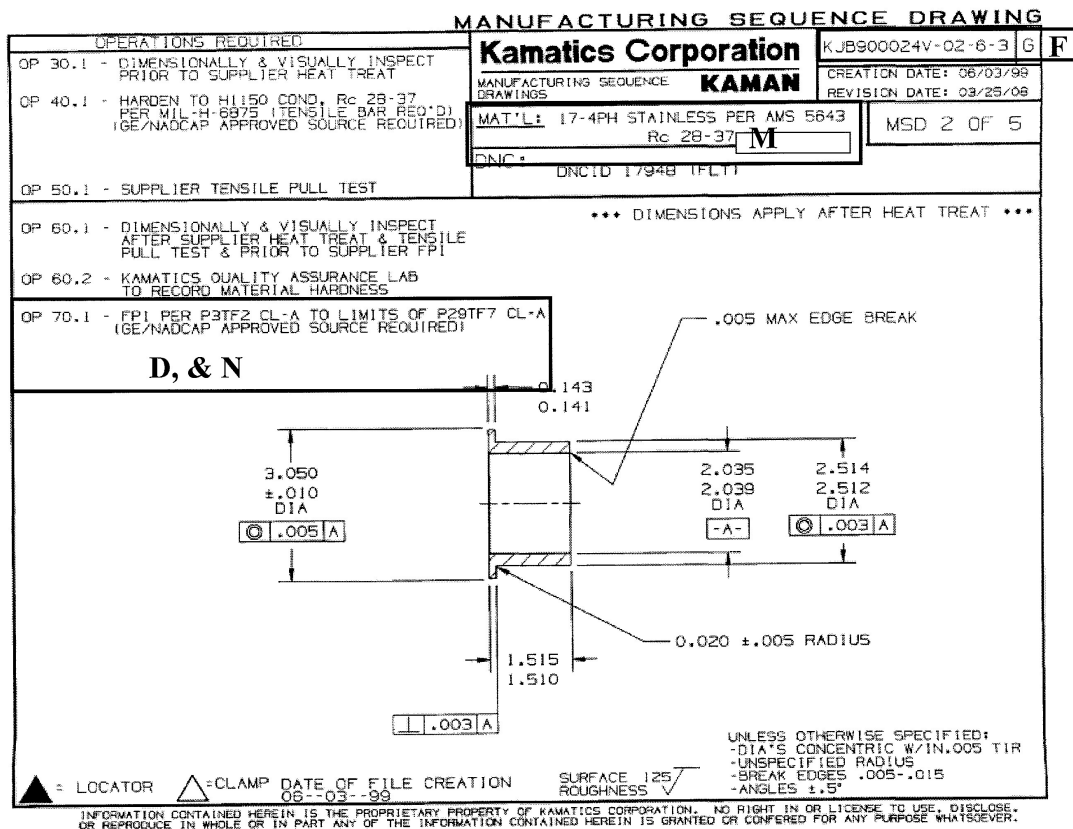 MANUFACTURING SEQUENCE DRAWING
OPERATIONS REQUIRED
OP 30.1 - DIMENSIONALLY & VISUALLY INSPECT
PRIOR TO SUPPLIER HEAT TREAT
OP 40.1 - HARDEN TO H1150 COND, Rc 28-37
PER MIL-H-6875 (TENSILE BAR REQ'D)
(GE/NADCAP APPROVED SOURCE REQUIRED)
OP 50.1 - SUPPLIER TENSILE PULL TEST
Kamatics Corporation
MANUFACTURING SEQUENCE
DRAWINGS
KAMAN
KJB900024V-02-6-3 G F
CREATION DATE: 06/03/99
REVISION DATE: 03/25/08
MAT'L: 17-4PH STAINLESS PER AMS 5643
Rc 28-37 M
MSD 2 OF 5
DNC:
DNCID 17948 (FLT)
OP 60.1 - DIMENSIONALLY & VISUALLY INSPECT
AFTER SUPPLIER HEAT TREAT & TENSILE
PULL TEST & PRIOR TO SUPPLIER FPI
OP 60.2 - KAMATICS QUALITY ASSURANCE LAB
TO RECORD MATERIAL HARDNESS
OP 70.1 - FPI PER P3TF2 CL-A TO LIMITS OF P29TF7 CL-A
(GE/NADCAP APPROVED SOURCE REQUIRED)
D, & N
••• DIMENSIONS APPLY AFTER HEAT TREAT •••
.005 MAX EDGE BREAK
0.143
0.141
3.050
±.010
DIA
◎ .005 A
2.035
2.039
DIA
-A-
2.514
2.512
DIA
◎ .003 A
0.020 ±.005 RADIUS
1.515
1.510
⊥ .003 A
UNLESS OTHERWISE SPECIFIED:
-DIA'S CONCENTRIC W/IN.005 TIR
-UNSPECIFIED RADIUS
-BREAK EDGES .005-.015
-ANGLES ±.5°
= LOCATOR
=CLAMP
DATE OF FILE CREATION
06--03--99
SURFACE 125
ROUGHNESS
INFORMATION CONTAINED HEREIN IS THE PROPRIETARY PROPERTY OF KAMATICS CORPORATION. NO RIGHT IN OR LICENSE TO USE, DISCLOSE,
OR REPRODUCE IN WHOLE OR IN PART ANY OF THE INFORMATION CONTAINED HEREIN IS GRANTED OR CONFERED FOR ANY PURPOSE WHATSOEVER.